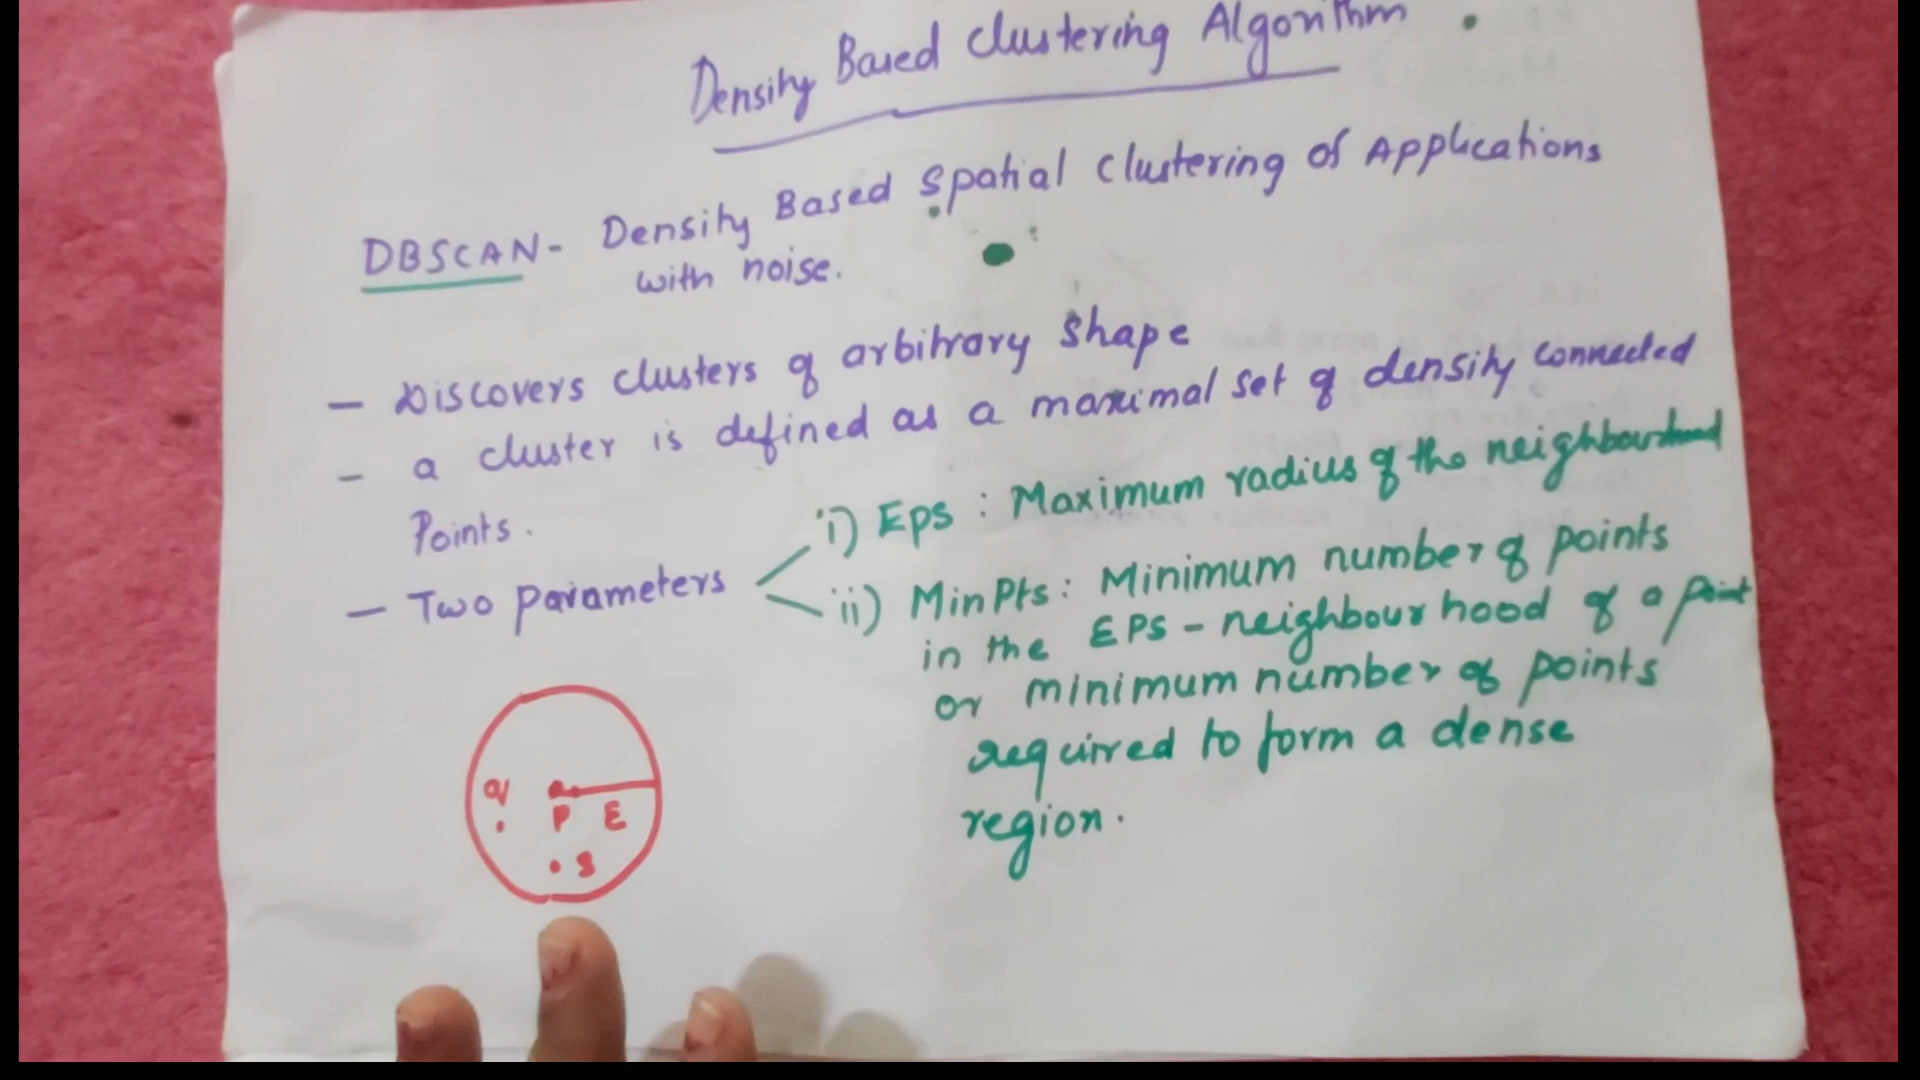 Density Based Clustering Algorithm
DBSCAN- Density Based Spatial Clustering of Applications
with noise.
- Discovers clusters of arbitrary shape
- a cluster is defined as a maximal set of density connected
Points.
- Two parameters
i) Eps : Maximum radius of the neighbourhood
ii) MinPts : Minimum number of points
in the EPS - neighbourhood of a point
or minimum number of points
required to form a dense
region.
q
P E
S